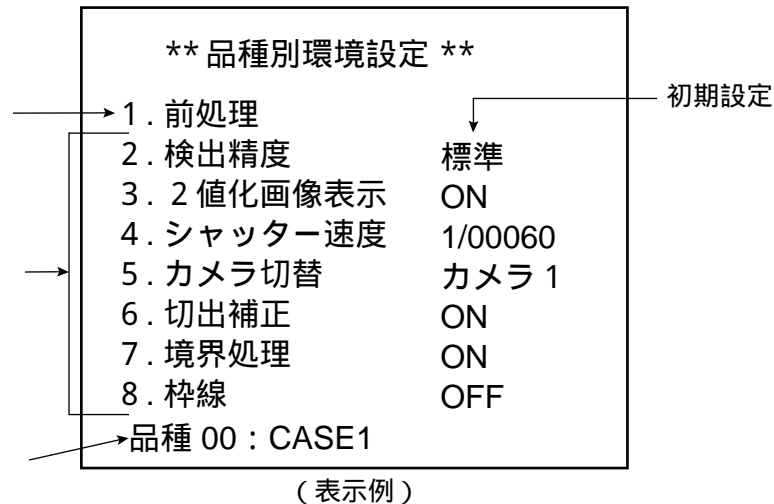 ** 品種別環境設定 **
初期設定
1 . 前処理
2 . 検出精度 標準
3 . 2値化画像表示 ON
4 . シャッター速度 1/00060
5 . カメラ切替 カメラ1
6 . 切出補正 ON
7 . 境界処理 ON
8 . 枠線 OFF
品種 00 : CASE1
( 表示例 )